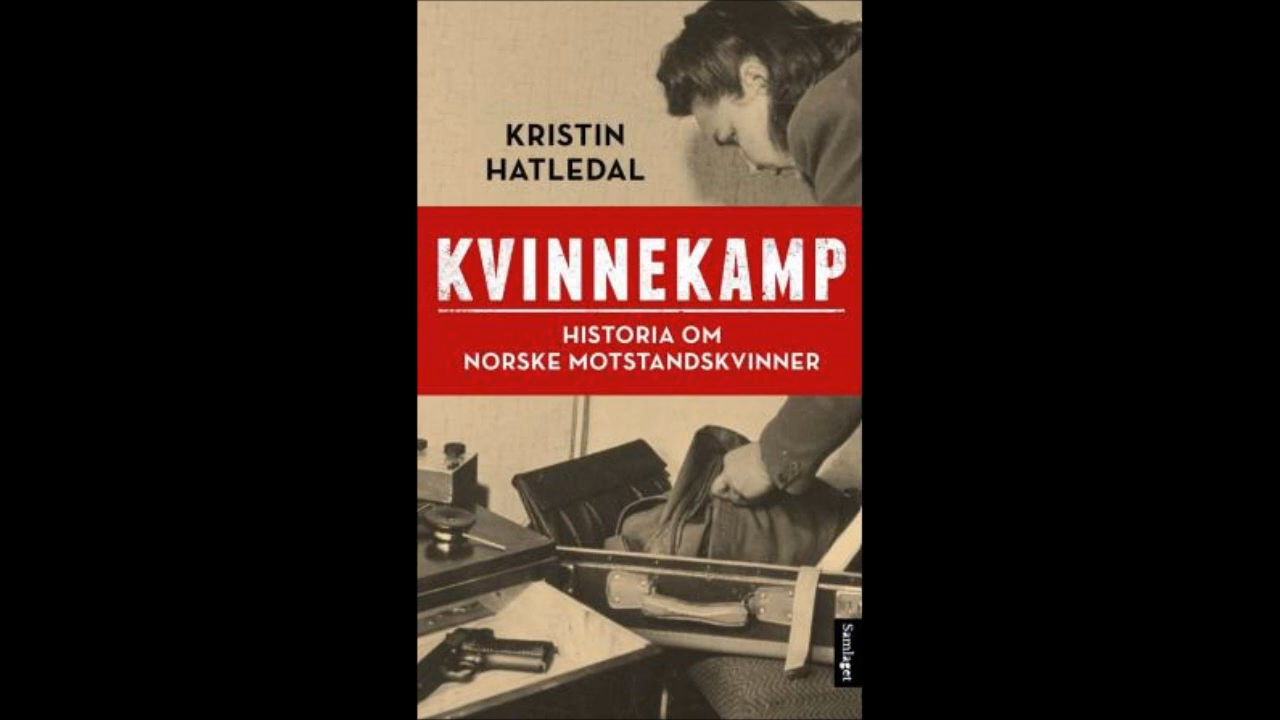 KRISTIN
HATLEDAL
KVINNEKAMP
HISTORIA OM
NORSKE MOTSTANDSKVINNER
Samlaget